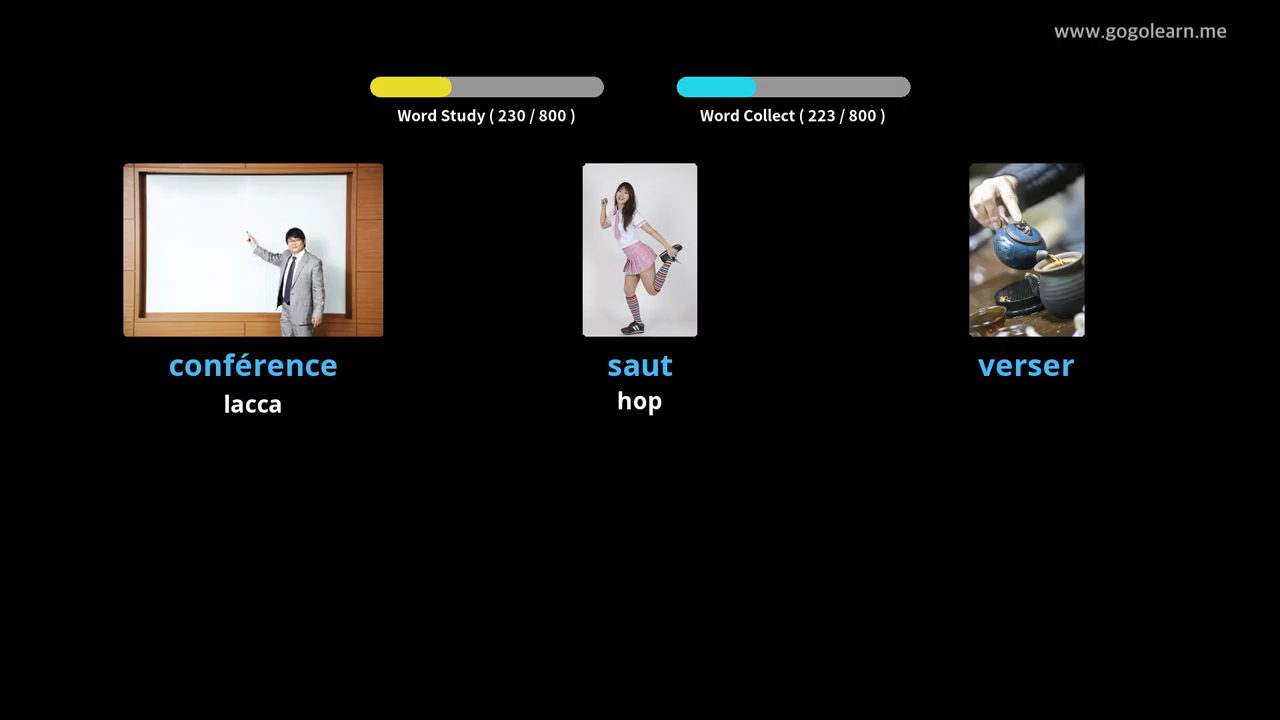 www.gogolearn.me
Word Study ( 230 / 800 )
Word Collect ( 223 / 800 )
conférence
saut
verser
lacca
hop